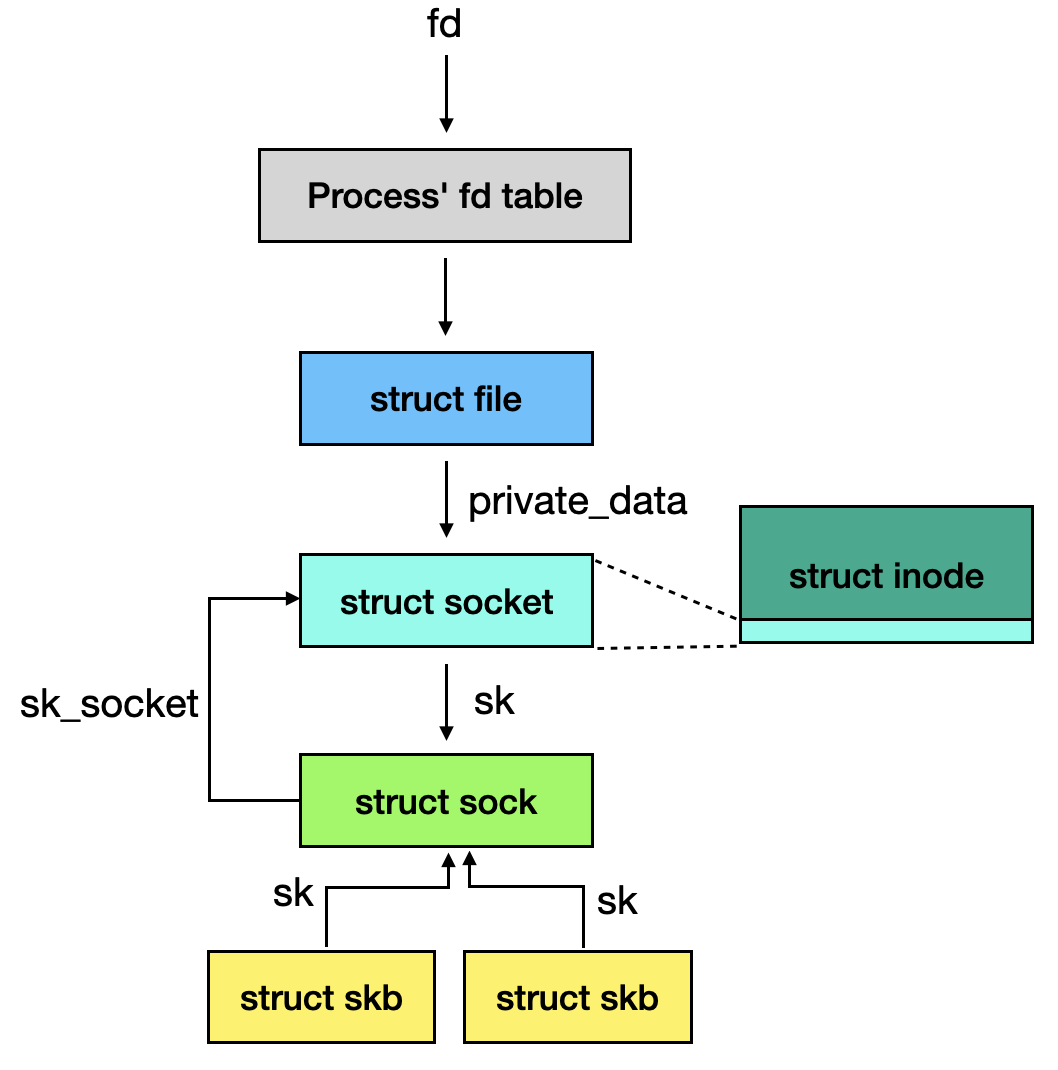 fd
Process' fd table
struct file
private_data
struct inode
struct socket
sk_socket
sk
struct sock
sk
sk
struct skb
struct skb